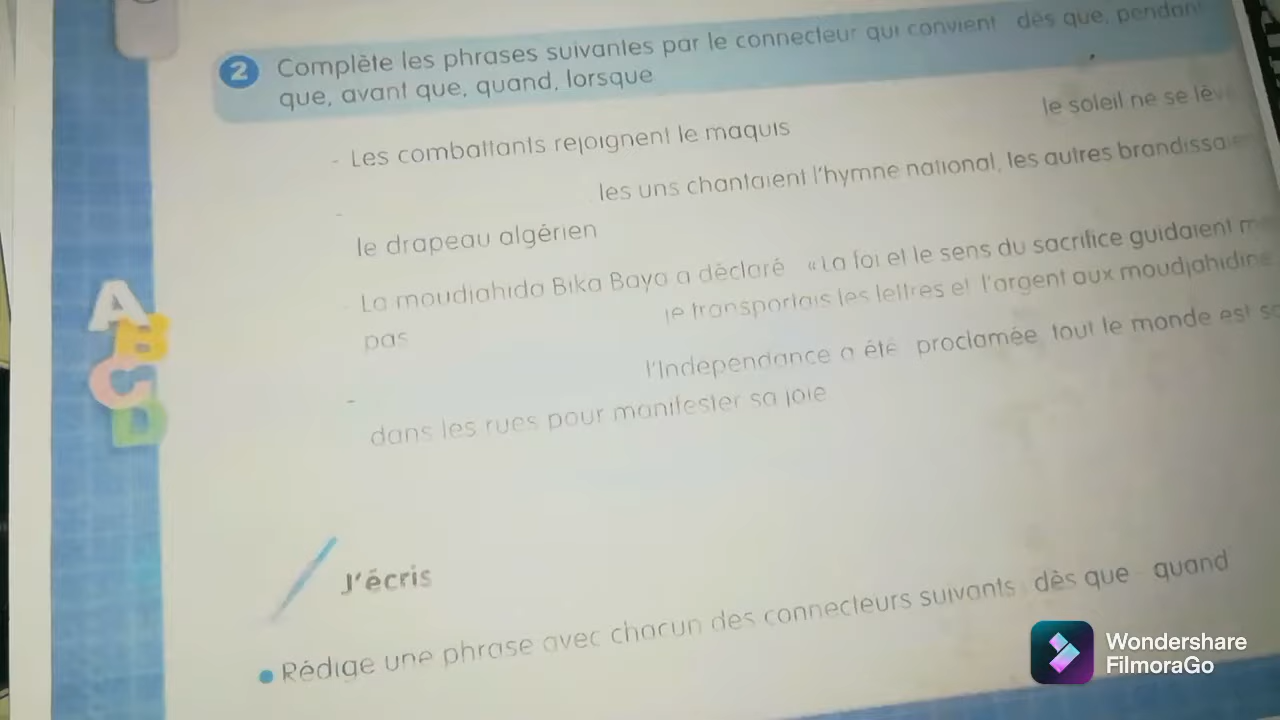 2 Complète les phrases suivantes par le connecteur qui convient dès que, pendant
que, avant que, quand, lorsque
- Les combattants rejoignent le maquis le soleil ne se lèv
- les uns chantaient l'hymne national, les autres brandissaie
le drapeau algérien
La moudjahida Bika Baya a déclaré «La foi et le sens du sacrifice guidaient m
pas je transportais les lettres et l'argent aux moudjahidine
- l'Independance a été proclamée tout le monde est so
dans les rues pour manifester sa joie
A
B
C
D
J'écris
• Rédige une phrase avec chacun des connecteurs suivants dès que quand
Wondershare
FilmoraGo